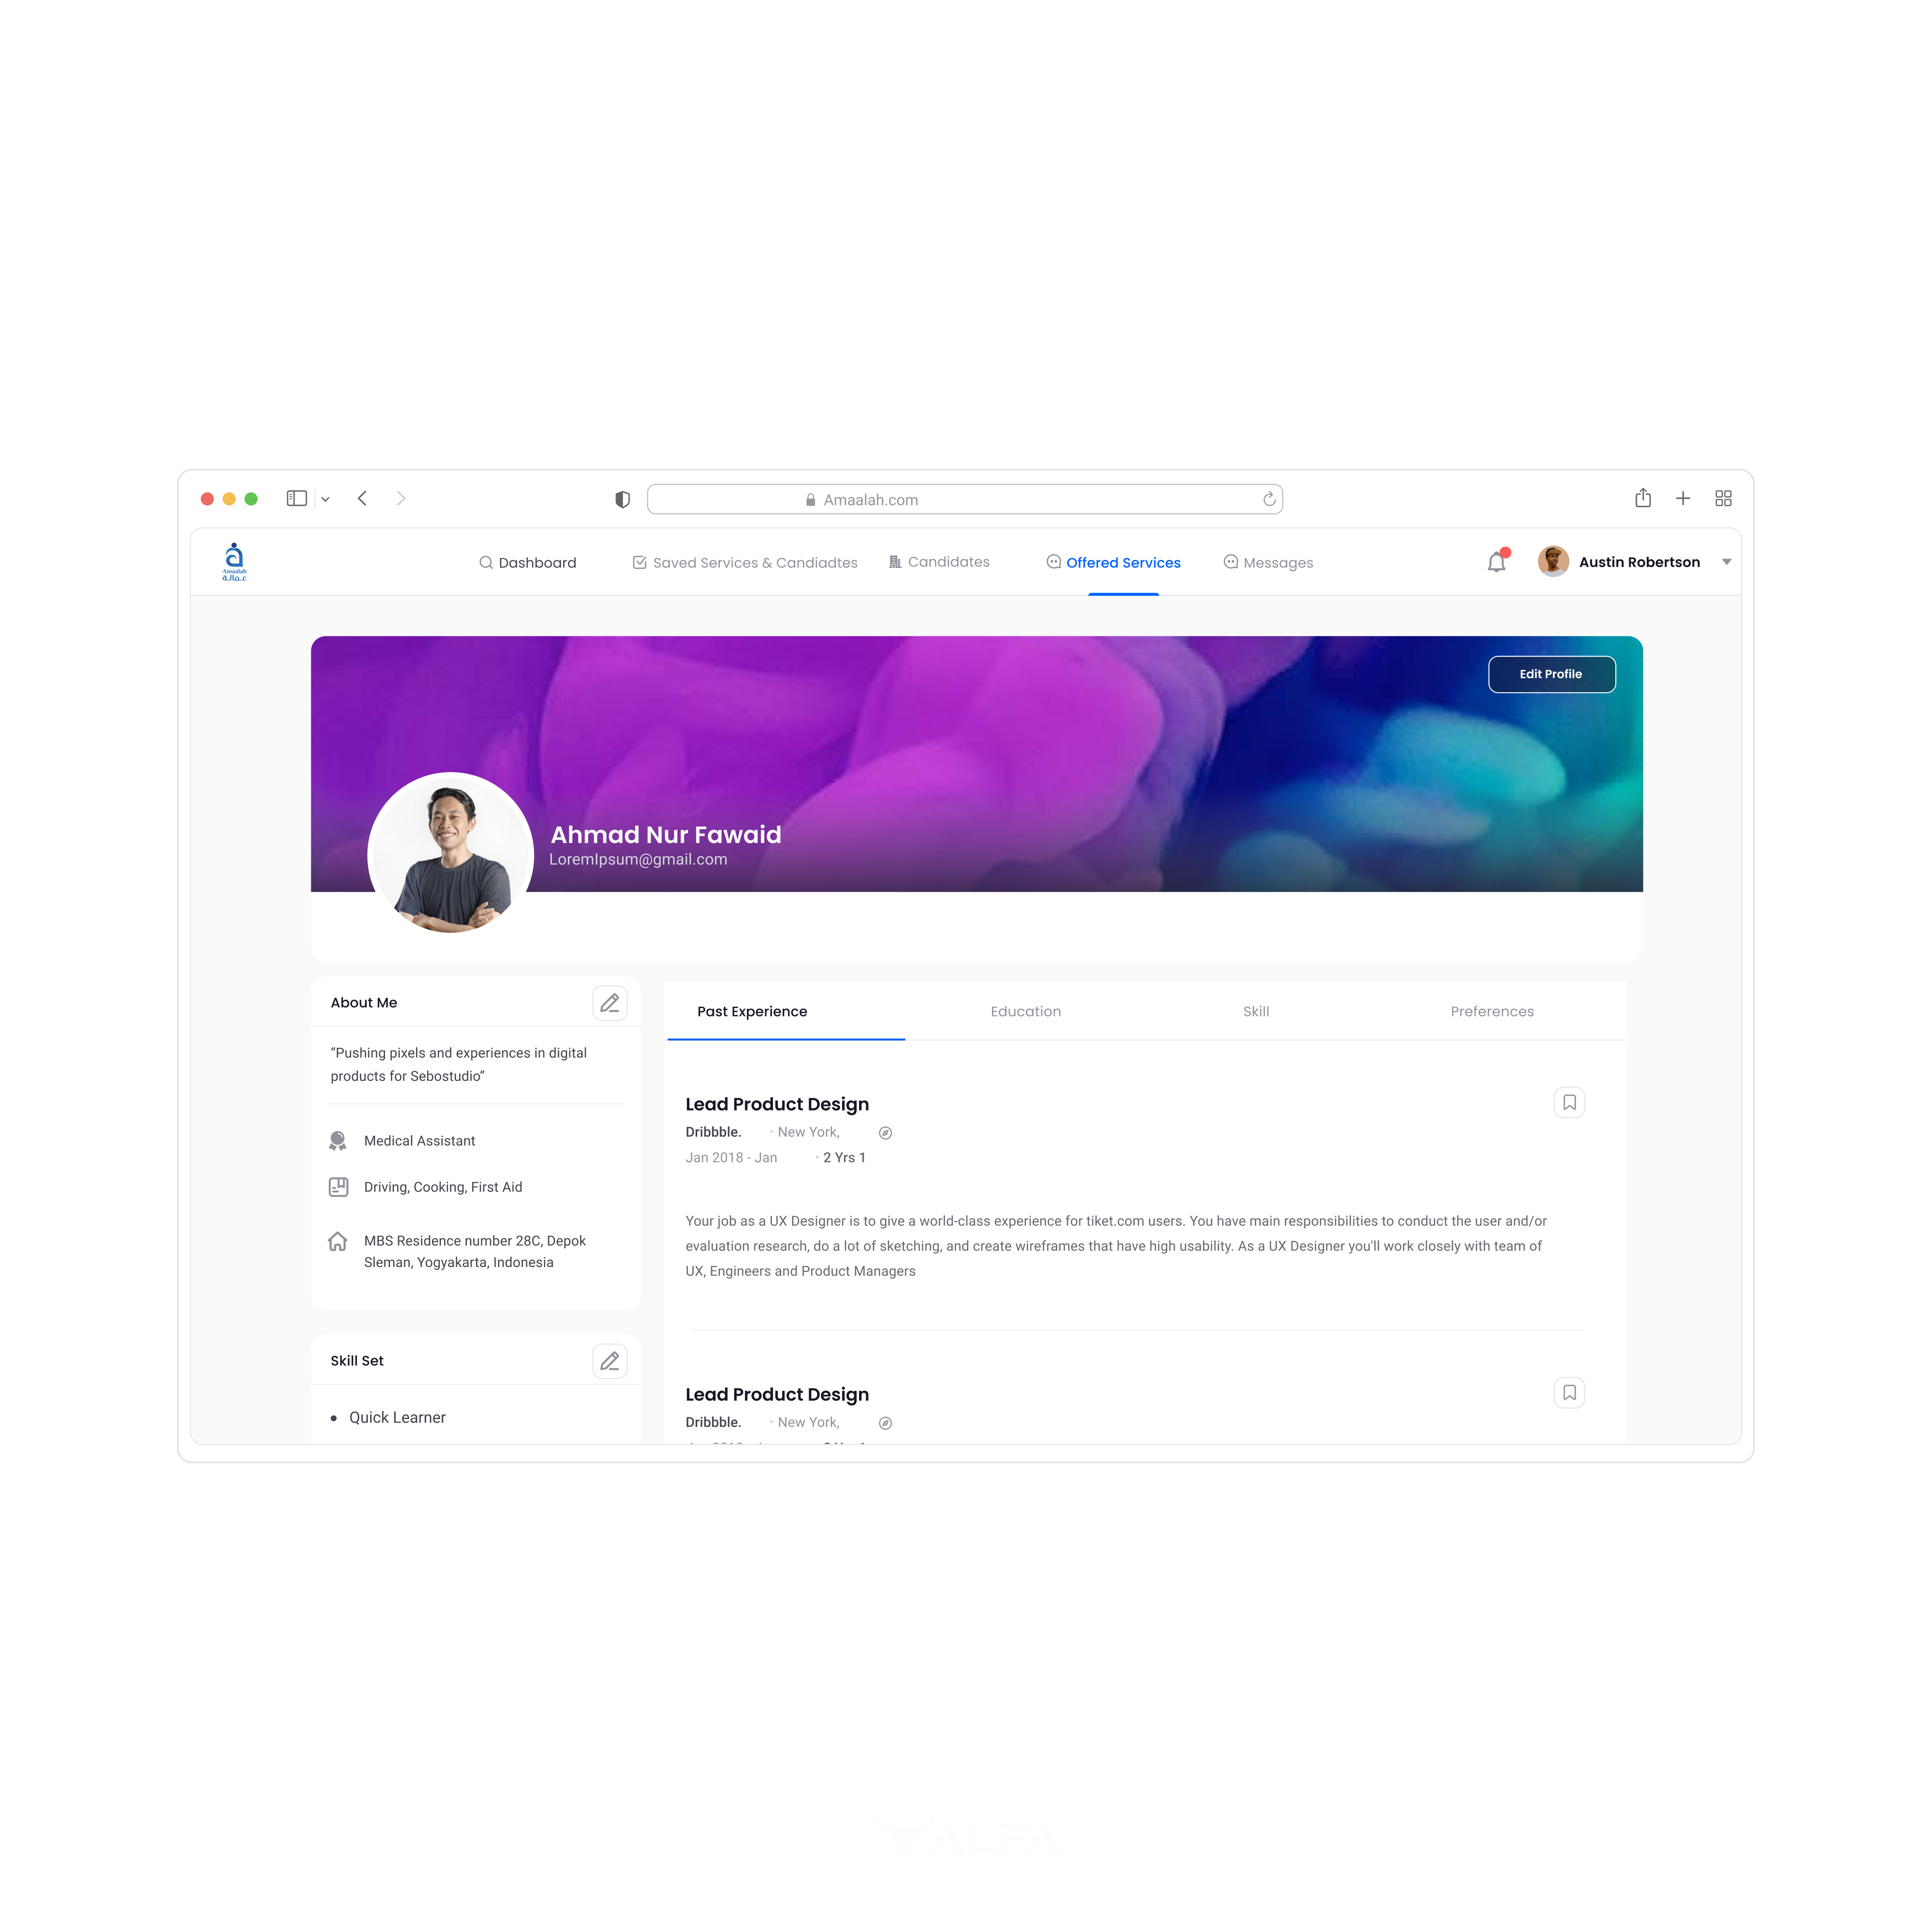 Amaalah.com
Amaalah
عـمالـة
Dashboard
Saved Services & Candiadtes
Candidates
Offered Services
Messages
Austin Robertson
Edit Profile
Ahmad Nur Fawaid
LoremIpsum@gmail.com
About Me
“Pushing pixels and experiences in digital
products for Sebostudio”
Medical Assistant
Driving, Cooking, First Aid
MBS Residence number 28C, Depok
Sleman, Yogyakarta, Indonesia
Skill Set
Quick Learner
Past Experience
Education
Skill
Preferences
Lead Product Design
Dribbble. • New York,
Jan 2018 - Jan • 2 Yrs 1
Your job as a UX Designer is to give a world-class experience for tiket.com users. You have main responsibilities to conduct the user and/or
evaluation research, do a lot of sketching, and create wireframes that have high usability. As a UX Designer you'll work closely with team of
UX, Engineers and Product Managers
Lead Product Design
Dribbble. • New York,